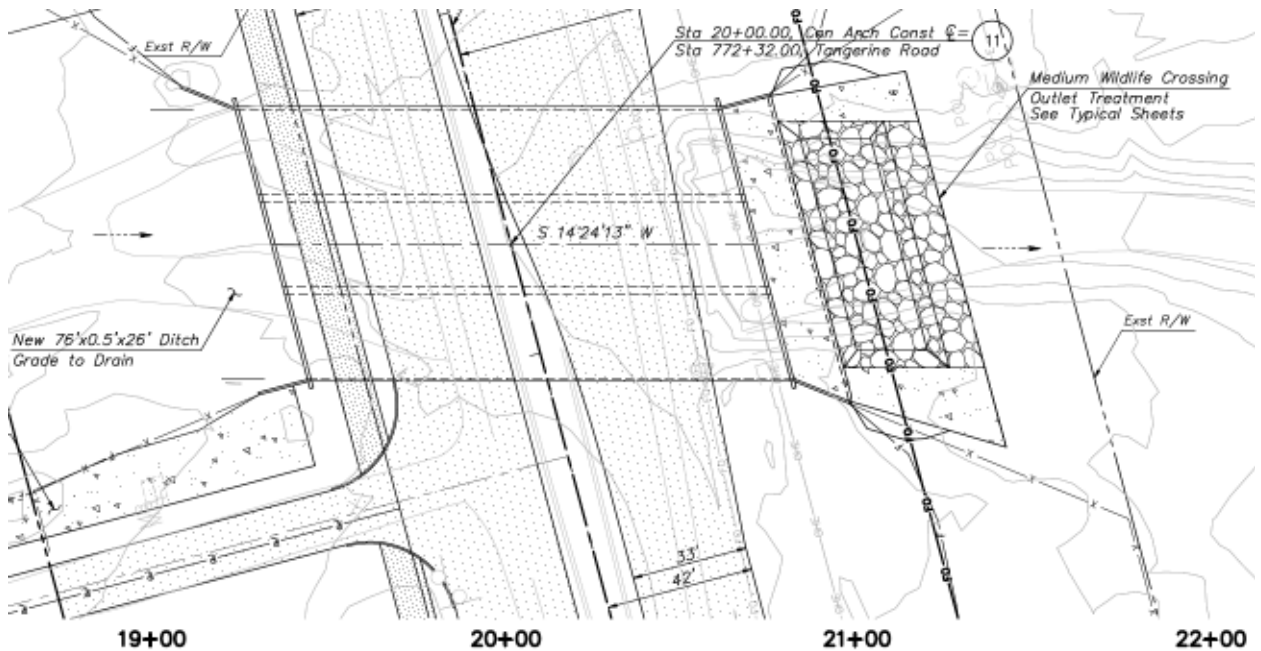 Exst R/W
Sta 20+00.00, Con Arch Const ℄=
Sta 772+32.00, Tangerine Road
11
Medium Wildlife Crossing
Outlet Treatment
See Typical Sheets
S 14°24'13" W
New 76'x0.5'x26' Ditch
Grade to Drain
Exst R/W
33'
42'
19+00 20+00 21+00 22+00